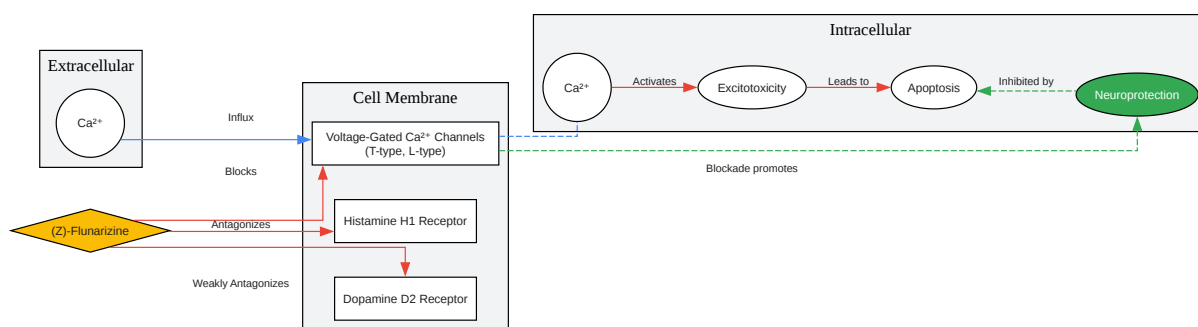 Intracellular
Extracellular
Ca²⁺
Activates
Excitotoxicity
Leads to
Apoptosis
Inhibited by
Neuroprotection
Cell Membrane
Ca²⁺
Influx
Voltage-Gated Ca²⁺ Channels
(T-type, L-type)
Blockade promotes
Blocks
(Z)-Flunarizine
Antagonizes
Histamine H1 Receptor
Weakly Antagonizes
Dopamine D2 Receptor